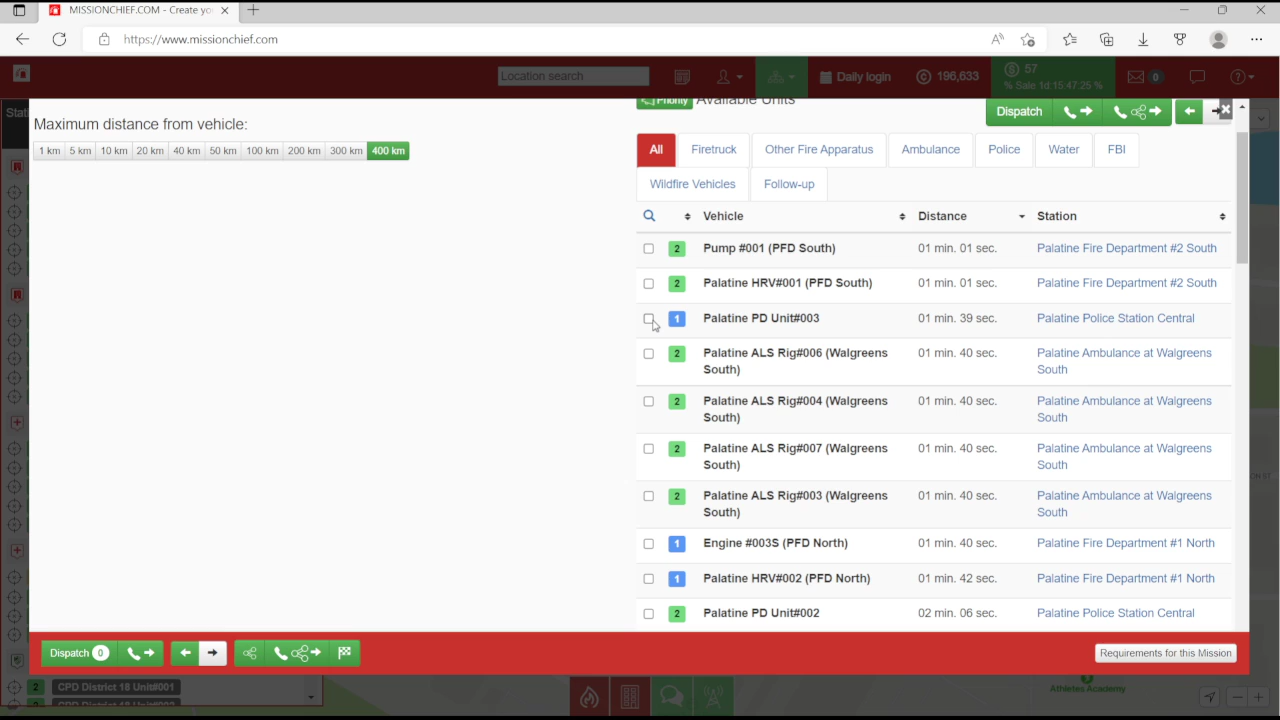 MISSIONCHIEF.COM - Create yo
https://www.missionchief.com
Location search
Daily login
196,633
57
% Sale 1d 15:47:25 %
0
Stati
Maximum distance from vehicle:
1 km 5 km 10 km 20 km 40 km 50 km 100 km 200 km 300 km 400 km
Priority Available Units
Dispatch
All Firetruck Other Fire Apparatus Ambulance Police Water FBI
Wildfire Vehicles Follow-up
Vehicle Distance Station
2 Pump #001 (PFD South) 01 min. 01 sec. Palatine Fire Department #2 South
2 Palatine HRV#001 (PFD South) 01 min. 01 sec. Palatine Fire Department #2 South
1 Palatine PD Unit#003 01 min. 39 sec. Palatine Police Station Central
2 Palatine ALS Rig#006 (Walgreens South) 01 min. 40 sec. Palatine Ambulance at Walgreens South
2 Palatine ALS Rig#004 (Walgreens South) 01 min. 40 sec. Palatine Ambulance at Walgreens South
2 Palatine ALS Rig#007 (Walgreens South) 01 min. 40 sec. Palatine Ambulance at Walgreens South
2 Palatine ALS Rig#003 (Walgreens South) 01 min. 40 sec. Palatine Ambulance at Walgreens South
1 Engine #003S (PFD North) 01 min. 40 sec. Palatine Fire Department #1 North
1 Palatine HRV#002 (PFD North) 01 min. 42 sec. Palatine Fire Department #1 North
2 Palatine PD Unit#002 02 min. 06 sec. Palatine Police Station Central
Dispatch 0
Requirements for this Mission
2 CPD District 18 Unit#001
2 CPD District 18 Unit#002
Athletes Academy